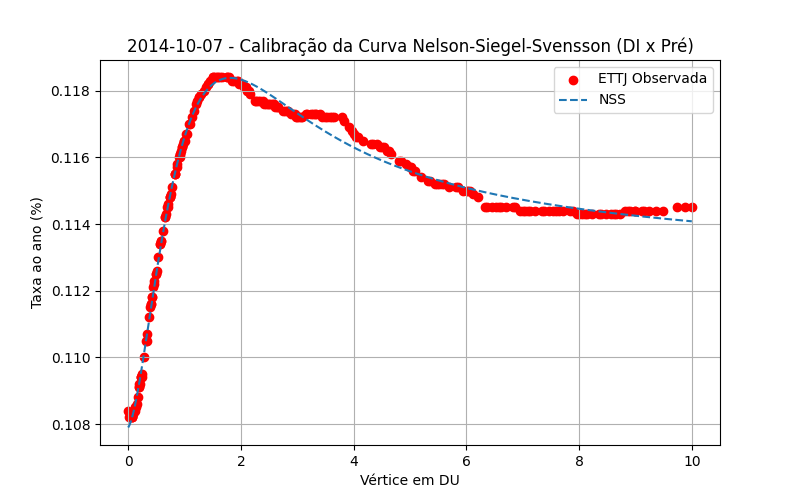 2014-10-07 - Calibração da Curva Nelson-Siegel-Svensson (DI x Pré)
ETTJ Observada
NSS
Taxa ao ano (%)
0.118
0.116
0.114
0.112
0.110
0.108
0
2
4
6
8
10
Vértice em DU